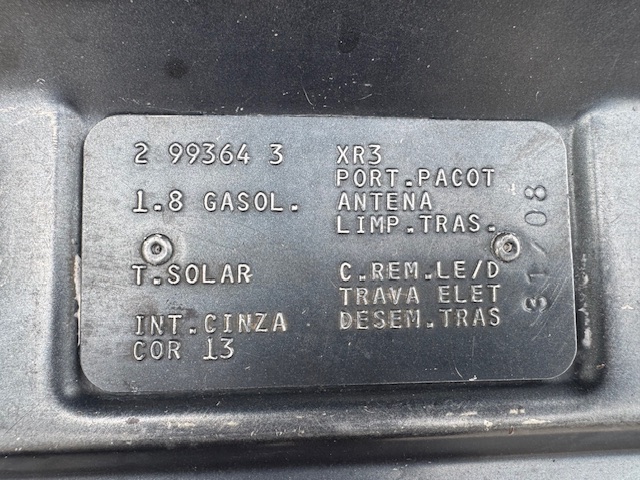 2 99364 3
1.8 GASOL.
T.SOLAR
INT.CINZA
COR 13
XR3
PORT.PACOT
ANTENA
LIMP.TRAS.
C.REM.LE/D
TRAVA ELET
DESEM.TRAS
31/08